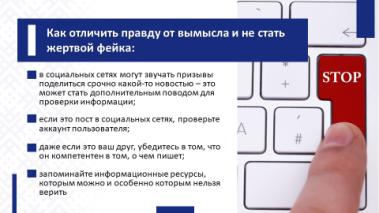 Как отличить правду от вымысла и не стать
жертвой фейка:
в социальных сетях могут звучать призывы
поделиться срочно какой-то новостью – это
может стать дополнительным поводом для
проверки информации;
если это пост в социальных сетях, проверьте
аккаунт пользователя;
даже если это ваш друг, убедитесь в том, что
он компетентен в том, о чем пишет;
запоминайте информационные ресурсы,
которым можно и особенно которым нельзя
верить
STOP